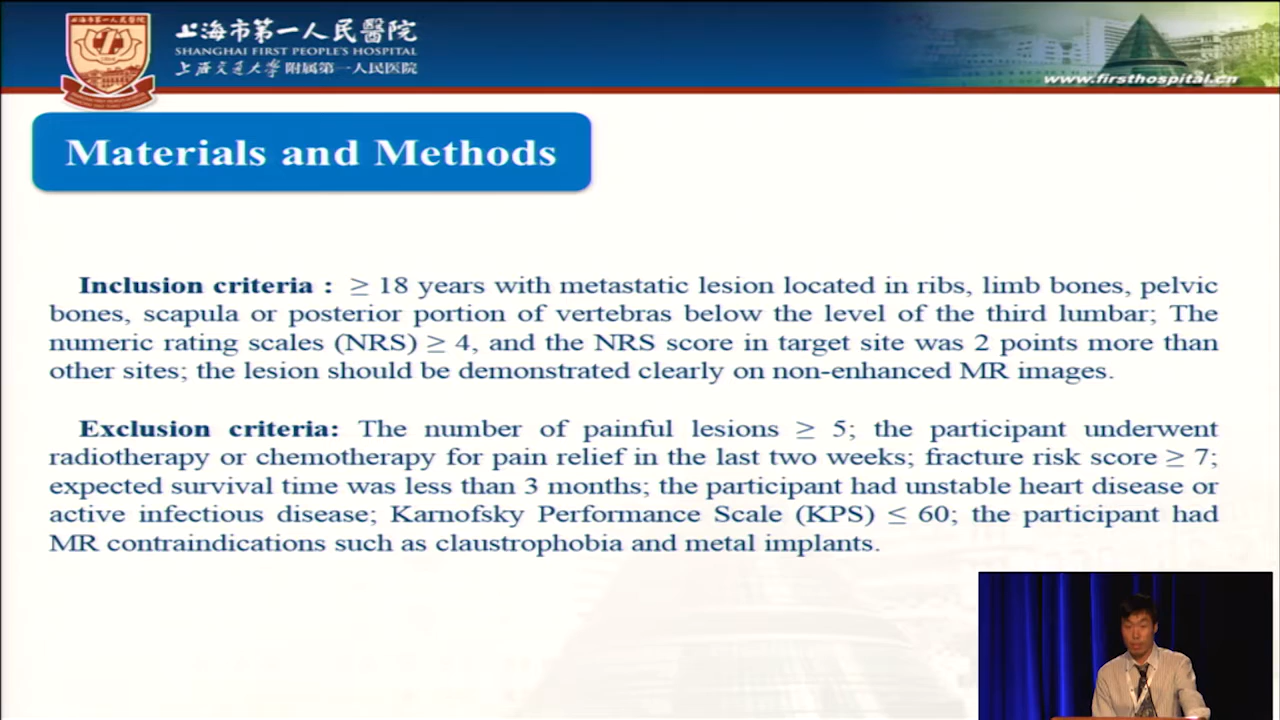 上海市第一人民醫院
SHANGHAI FIRST PEOPLE'S HOSPITAL
上海交通大學附属第一人民医院
www.firsthospital.cn
Materials and Methods
Inclusion criteria : ≥ 18 years with metastatic lesion located in ribs, limb bones, pelvic
bones, scapula or posterior portion of vertebras below the level of the third lumbar; The
numeric rating scales (NRS) ≥ 4, and the NRS score in target site was 2 points more than
other sites; the lesion should be demonstrated clearly on non-enhanced MR images.
Exclusion criteria: The number of painful lesions ≥ 5; the participant underwent
radiotherapy or chemotherapy for pain relief in the last two weeks; fracture risk score ≥ 7;
expected survival time was less than 3 months; the participant had unstable heart disease or
active infectious disease; Karnofsky Performance Scale (KPS) ≤ 60; the participant had
MR contraindications such as claustrophobia and metal implants.